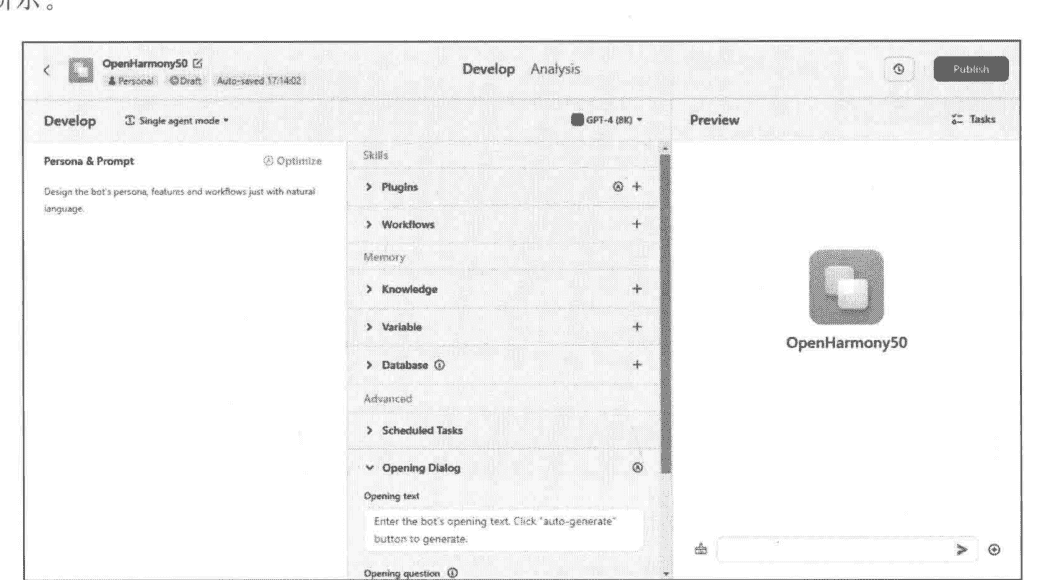 所示。
OpenHarmony50
Personal Draft Auto-saved 17:14:02
Develop Analysis
Publish
Develop Single agent mode
GPT-4 (8K)
Preview
Tasks
Persona & Prompt Optimize
Design the bot's persona, features and workflows just with natural
language.
Skills
Plugins
Workflows
Memory
Knowledge
Variable
Database
Advanced
Scheduled Tasks
Opening Dialog
Opening text
Enter the bot's opening text. Click "auto-generate"
button to generate.
Opening question
OpenHarmony50